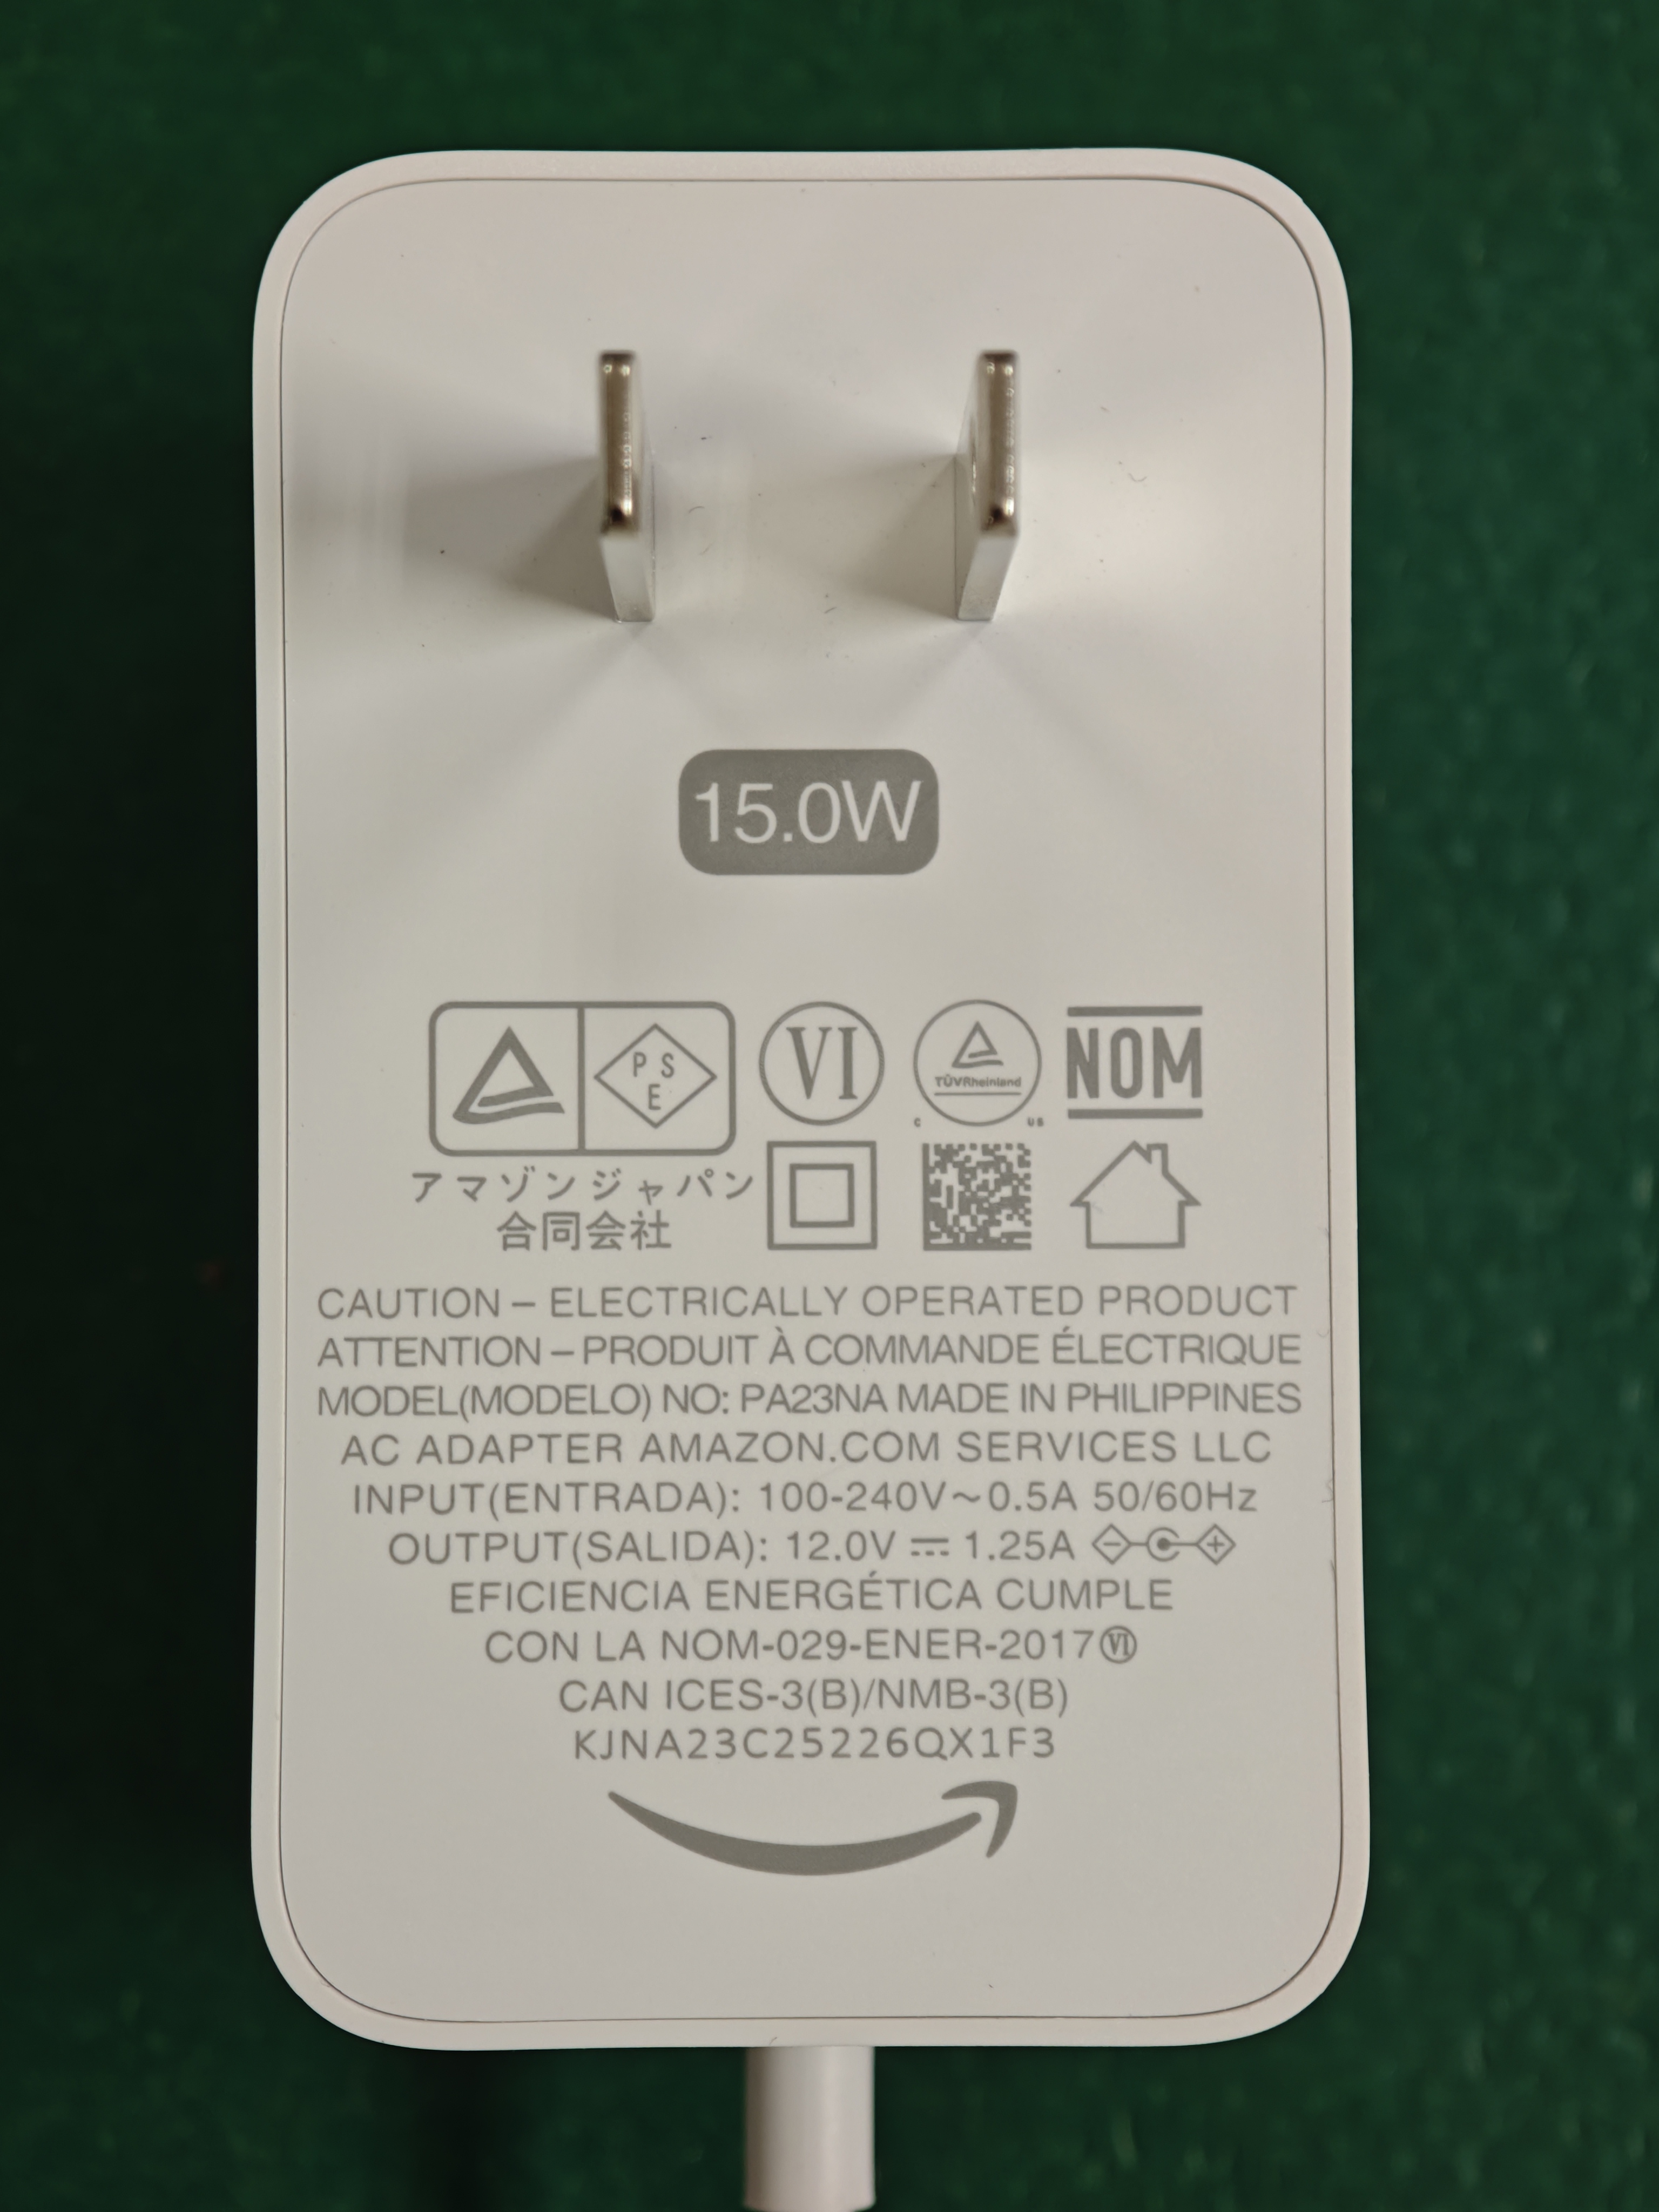 15.0W
P S
E
VI
TÜVRheinland
C US
NOM
アマゾンジャパン
合同会社
CAUTION – ELECTRICALLY OPERATED PRODUCT
ATTENTION – PRODUIT À COMMANDE ÉLECTRIQUE
MODEL(MODELO) NO: PA23NA MADE IN PHILIPPINES
AC ADAPTER AMAZON.COM SERVICES LLC
INPUT(ENTRADA): 100-240V~0.5A 50/60Hz
OUTPUT(SALIDA): 12.0V ⎓ 1.25A
EFICIENCIA ENERGÉTICA CUMPLE
CON LA NOM-029-ENER-2017 VI
CAN ICES-3(B)/NMB-3(B)
KJNA23C25226QX1F3